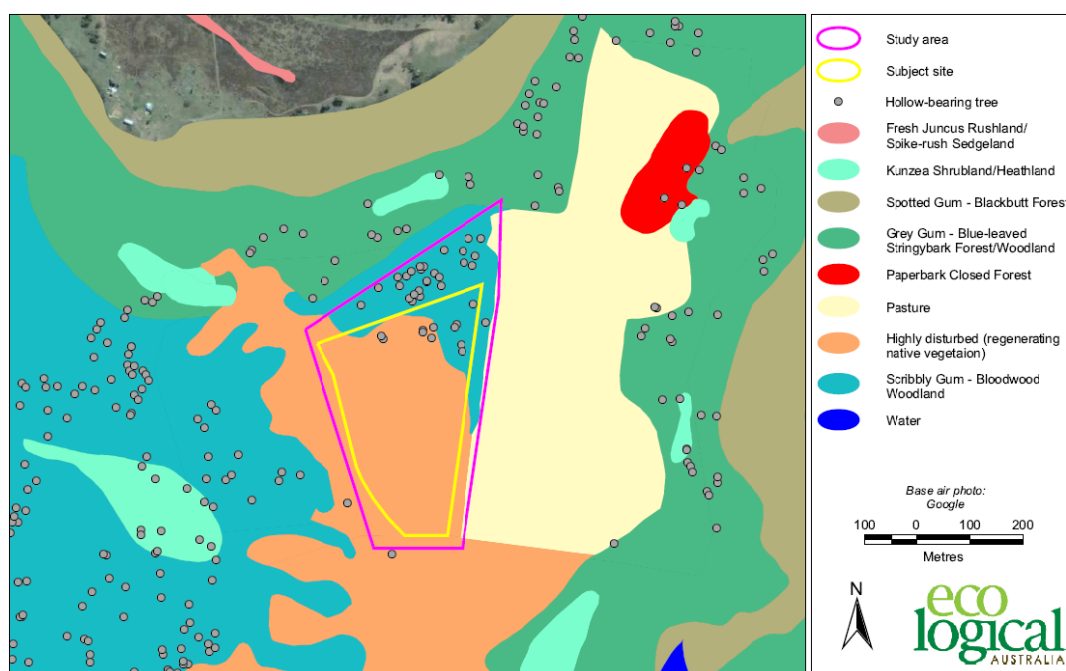 Study area
Subject site
Hollow-bearing tree
Fresh Juncus Rushland/
Spike-rush Sedgeland
Kunzea Shrubland/Heathland
Spotted Gum - Blackbutt Forest
Grey Gum - Blue-leaved
Stringybark Forest/Woodland
Paperbark Closed Forest
Pasture
Highly disturbed (regenerating
native vegetaion)
Scribbly Gum - Bloodwood
Woodland
Water
Base air photo:
Google
100 0 100 200
Metres
N
eco
logical
AUSTRALIA